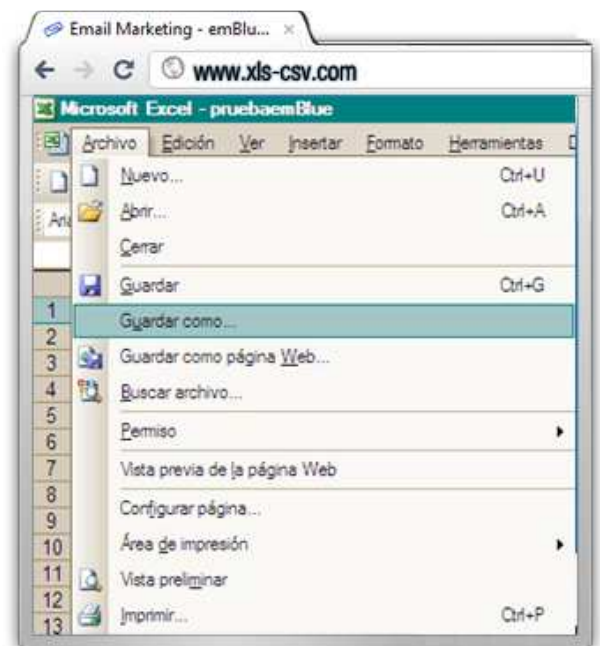 Email Marketing - emBlu...
www.xls-csv.com
Microsoft Excel - pruebaemBlue
Archivo Edición Ver Insertar Formato Herramientas
Nuevo... Ctrl+U
Abrir... Ctrl+A
Cerrar
Guardar Ctrl+G
1
Guardar como...
2
3 Guardar como página Web...
4 Buscar archivo...
5
6 Permiso
7 Vista previa de la página Web
8
9 Configurar página...
10 Área de impresión
11 Vista preliminar
12
13 Imprimir... Ctrl+P